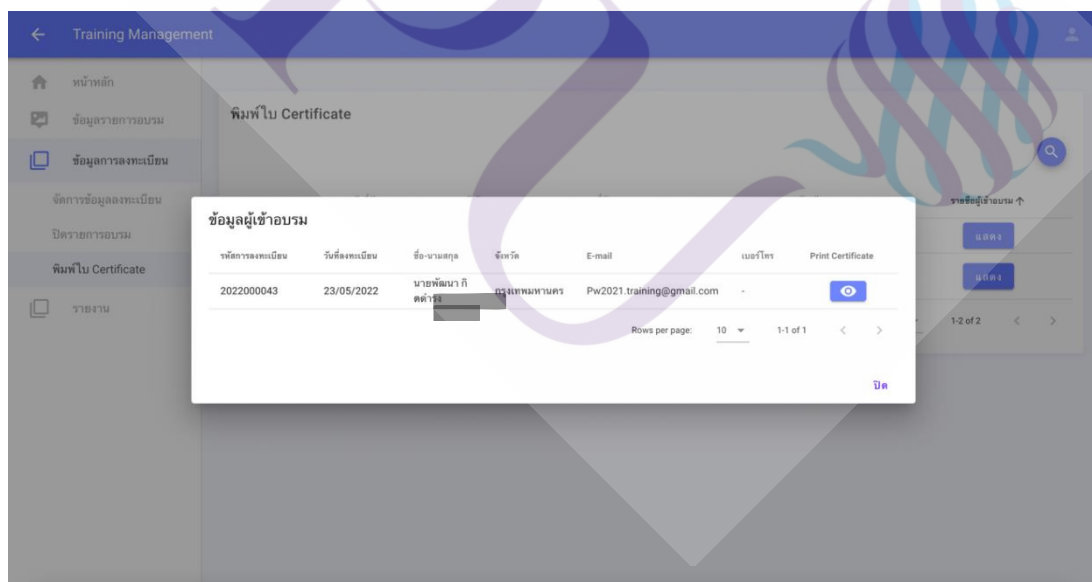 Training Management
หน้าหลัก
ข้อมูลรายการอบรม
ข้อมูลการลงทะเบียน
จัดการข้อมูลลงทะเบียน
ปิดรายการอบรม
พิมพ์ใบ Certificate
รายงาน
พิมพ์ใบ Certificate
รายชื่อผู้เข้าอบรม
แสดง
แสดง
1-2 of 2
ข้อมูลผู้เข้าอบรม
รหัสการลงทะเบียน วันที่ลงทะเบียน ชื่อ-นามสกุล จังหวัด E-mail เบอร์โทร Print Certificate
2022000043 23/05/2022 นายพัฒนา กิ กรุงเทพมหานคร Pw2021.training@gmail.com -
ตดำรง
Rows per page: 10 1-1 of 1
ปิด